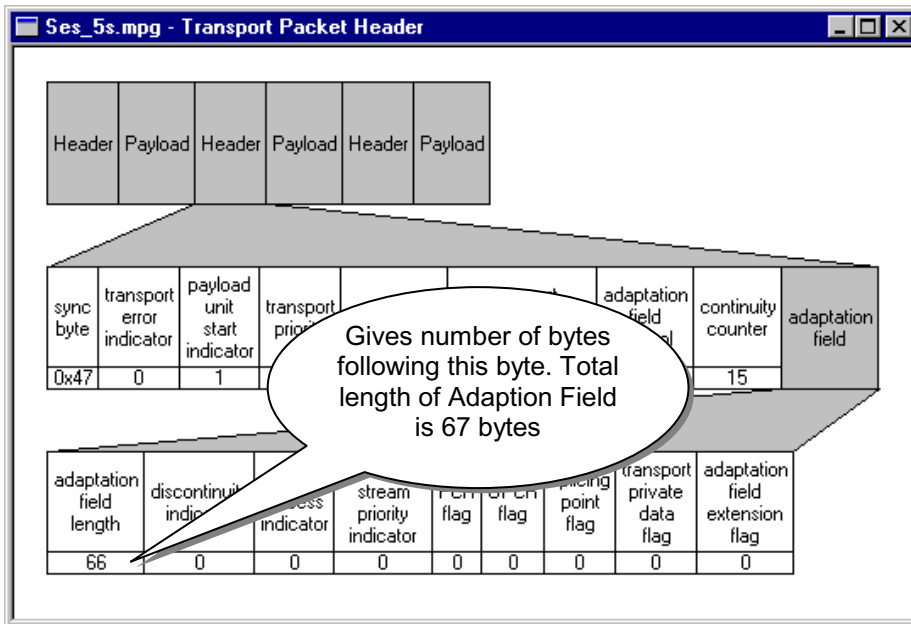 Ses_5s.mpg - Transport Packet Header
Header Payload Header Payload Header Payload
sync
byte
0x47
transport
error
indicator
0
payload
unit
start
indicator
1
transport
adaptation
field
continuity
counter
15
adaptation
field
Gives number of bytes
following this byte. Total
length of Adaption Field
is 67 bytes
adaptation
field
length
66
0
indicator
0
stream
priority
indicator
0
flag
0
flag
0
point
flag
0
transport
private
data
flag
0
adaptation
field
extension
flag
0